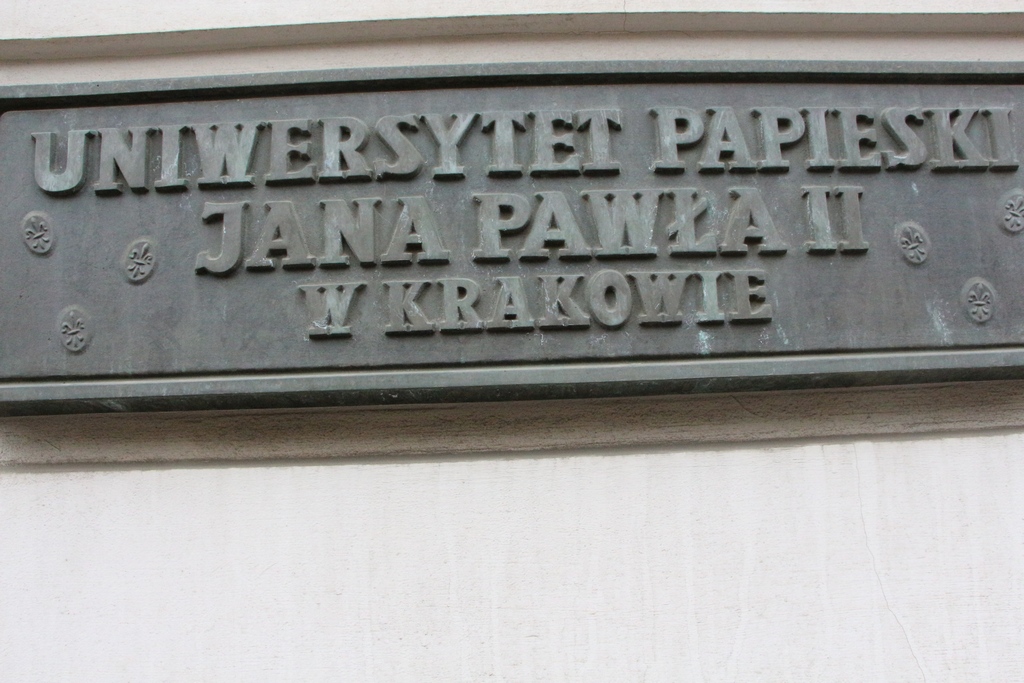 UNIWERSYTET PAPIESKI
JANA PAWŁA II
W KRAKOWIE